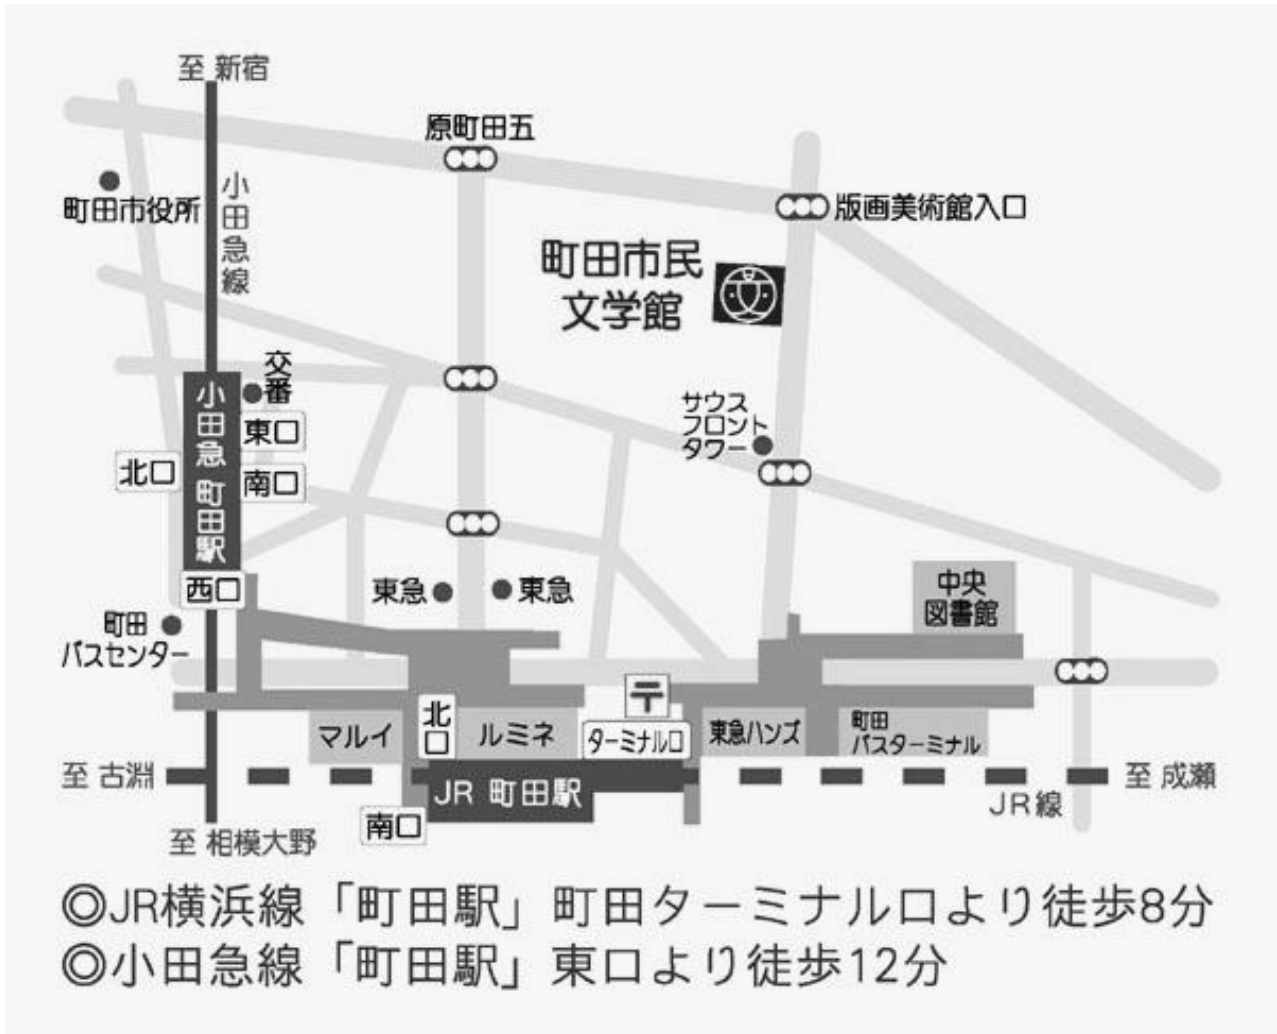 至 新宿
原町田五
小田急線
町田市役所
版画美術館入口
町田市民
文学館
交番
小田急 町田駅
東口
北口
南口
サウス
フロント
タワー
西口
東急
東急
中央
図書館
町田
バスセンター
〒
マルイ
北口
ルミネ
ターミナル口
東急ハンズ
町田
バスターミナル
至 古淵
JR 町田駅
至 成瀬
JR線
南口
至 相模大野
◎JR横浜線「町田駅」町田ターミナル口より徒歩8分
◎小田急線「町田駅」東口より徒歩12分